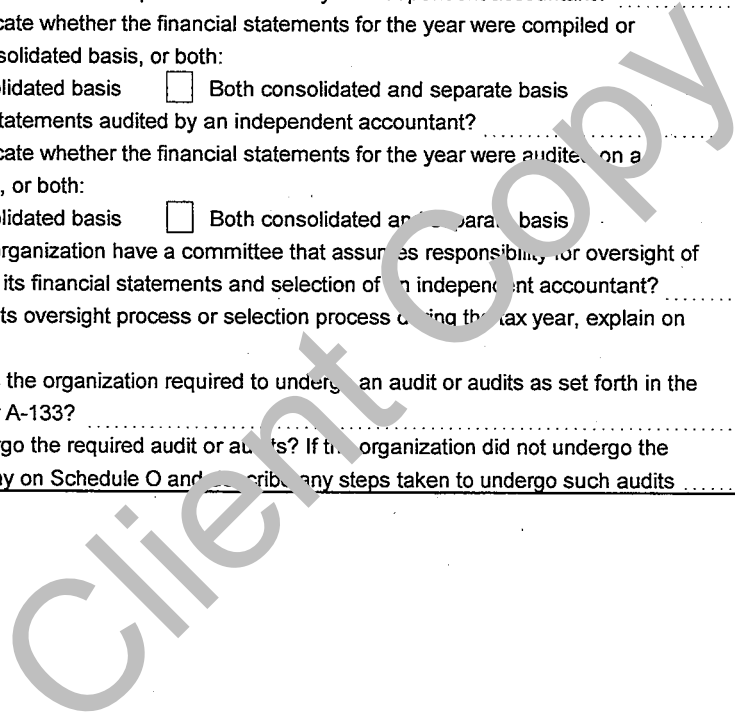 cate whether the financial statements for the year were compiled or
solidated basis, or both:
lidated basis Both consolidated and separate basis
tatements audited by an independent accountant?
cate whether the financial statements for the year were audited on a
, or both:
lidated basis Both consolidated and separate basis
rganization have a committee that assumes responsibility for oversight of
its financial statements and selection of an independent accountant?
ts oversight process or selection process during the tax year, explain on
the organization required to undergo an audit or audits as set forth in the
A-133?
rgo the required audit or audits? If the organization did not undergo the
y on Schedule O and describe any steps taken to undergo such audits
Client Copy